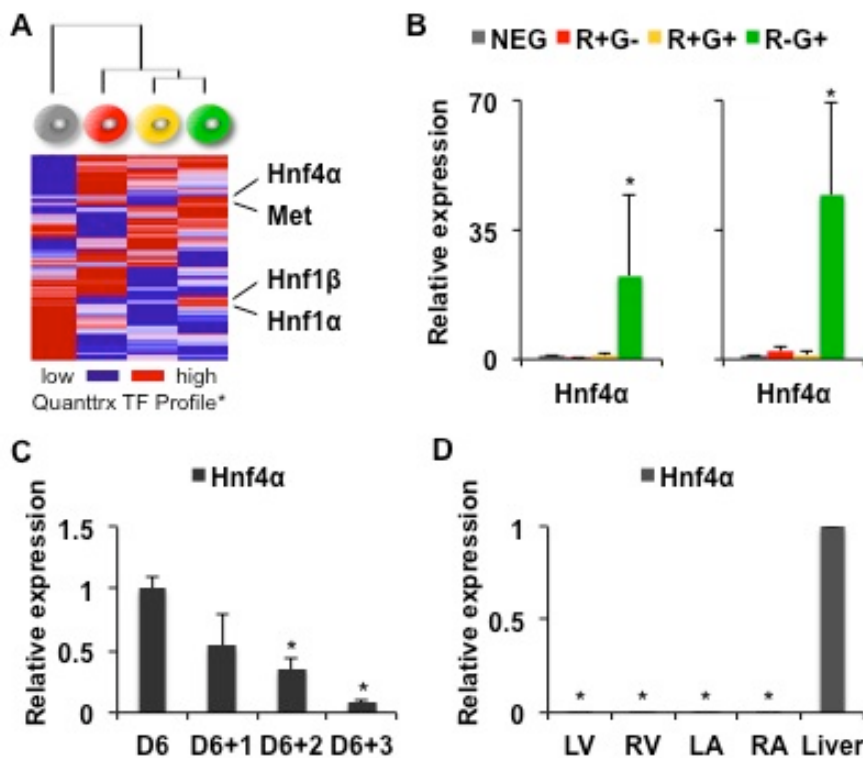 A
Hnf4α
Met
Hnf1β
Hnf1α
low high
Quanttrx TF Profile*
B
NEG R+G- R+G+ R-G+
Relative expression
70
35
0
*
Hnf4α
*
Hnf4α
C
Hnf4α
Relative expression
1.5
1
0.5
0
*
*
D6 D6+1 D6+2 D6+3
D
Hnf4α
Relative expression
1
0.5
0
* * * *
LV RV LA RA Liver